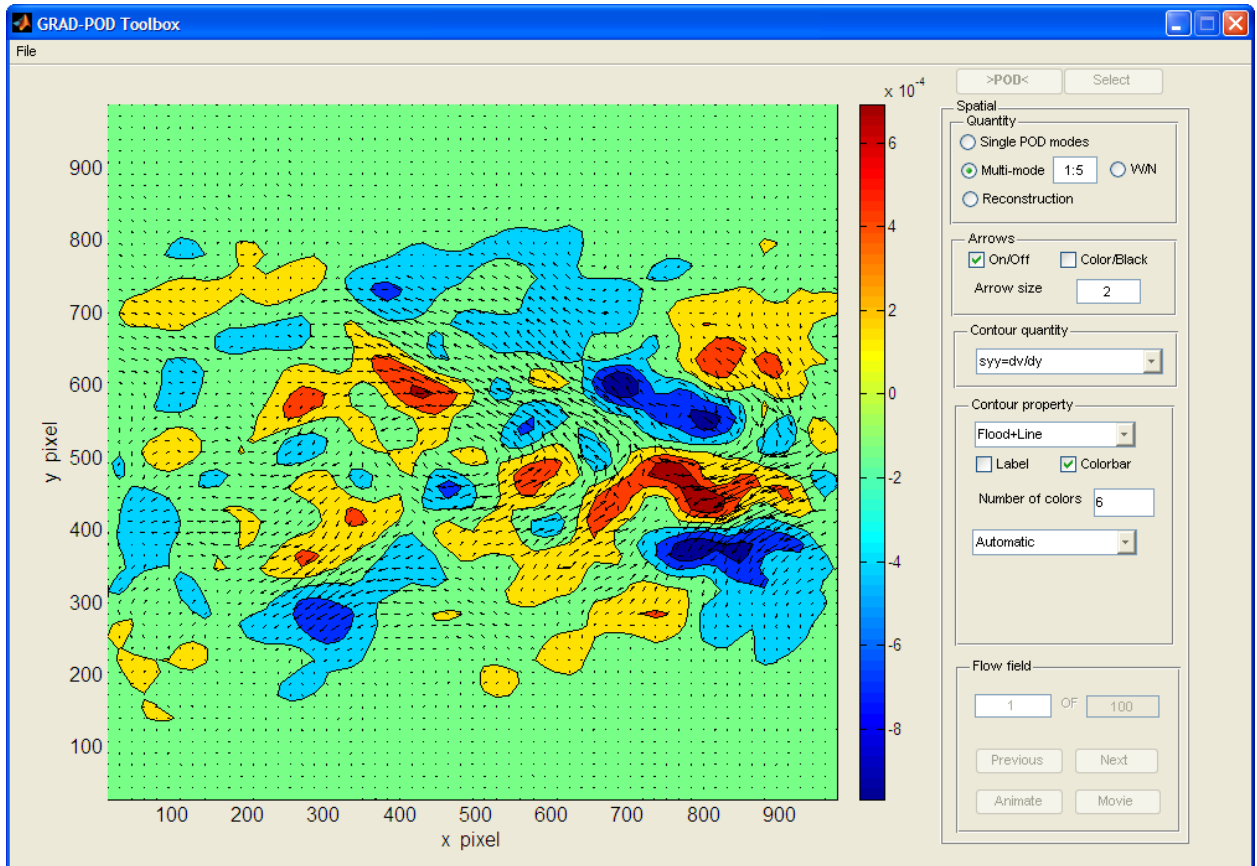 GRAD-POD Toolbox
File
>POD< Select
x 10-4
Spatial
Quantity
Single POD modes
Multi-mode 1:5 W/N
Reconstruction
Arrows
On/Off Color/Black
Arrow size 2
Contour quantity
syy=dv/dy
Contour property
Flood+Line
Label Colorbar
Number of colors 6
Automatic
Flow field
1 OF 100
Previous Next
Animate Movie
900
800
700
600
500
400
300
200
100
y pixel
100 200 300 400 500 600 700 800 900
x pixel
6
4
2
0
-2
-4
-6
-8